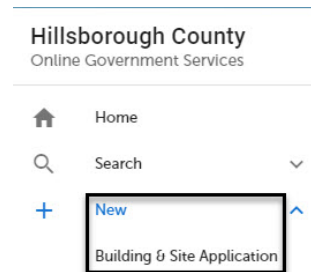 Hillsborough County
Online Government Services
Home
Search
New
Building & Site Application